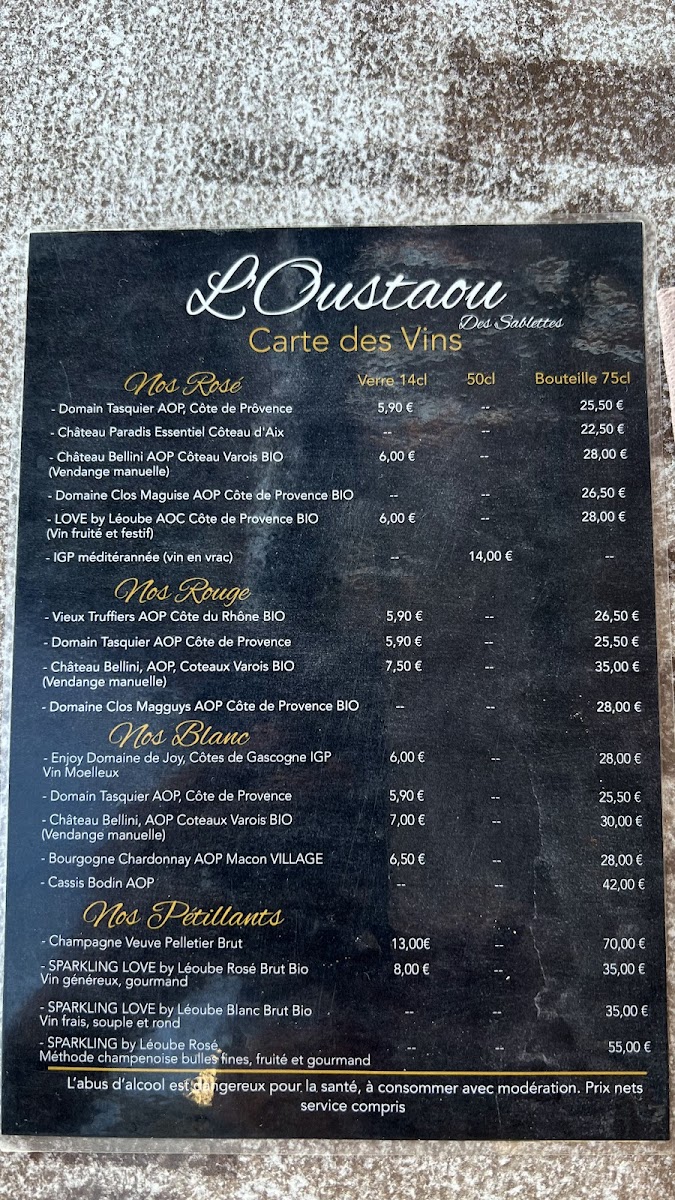 L'Oustaou
Des Sablettes
Carte des Vins
Nos Rosé Verre 14cl 50cl Bouteille 75cl
- Domain Tasquier AOP, Côte de Prôvence 5,90 € -- 25,50 €
- Château Paradis Essentiel Côteau d'Aix -- -- 22,50 €
- Château Bellini AOP Côteau Varois BIO 6,00 € -- 28,00 €
(Vendange manuelle)
- Domaine Clos Maguise AOP Côte de Provence BIO -- -- 26,50 €
- LOVE by Léoube AOC Côte de Provence BIO 6,00 € -- 28,00 €
(Vin fruité et festif)
- IGP méditérannée (vin en vrac) -- 14,00 € --
Nos Rouge
- Vieux Truffiers AOP Côte du Rhône BIO 5,90 € -- 26,50 €
- Domain Tasquier AOP Côte de Provence 5,90 € -- 25,50 €
- Château Bellini, AOP, Coteaux Varois BIO 7,50 € -- 35,00 €
(Vendange manuelle)
- Domaine Clos Magguys AOP Côte de Provence BIO -- -- 28,00 €
Nos Blanc
- Enjoy Domaine de Joy, Côtes de Gascogne IGP 6,00 € -- 28,00 €
Vin Moelleux
- Domain Tasquier AOP, Côte de Provence 5,90 € -- 25,50 €
- Château Bellini, AOP Coteaux Varois BIO 7,00 € -- 30,00 €
(Vendange manuelle)
- Bourgogne Chardonnay AOP Macon VILLAGE 6,50 € -- 28,00 €
- Cassis Bodin AOP -- -- 42,00 €
Nos Pétillants
- Champagne Veuve Pelletier Brut 13,00€ -- 70,00 €
- SPARKLING LOVE by Léoube Rosé Brut Bio 8,00 € -- 35,00 €
Vin généreux, gourmand
- SPARKLING LOVE by Léoube Blanc Brut Bio -- -- 35,00 €
Vin frais, souple et rond
- SPARKLING by Léoube Rosé, -- -- 55,00 €
Méthode champenoise bulles fines, fruité et gourmand
L'abus d'alcool est dangereux pour la santé, à consommer avec modération. Prix nets
service compris